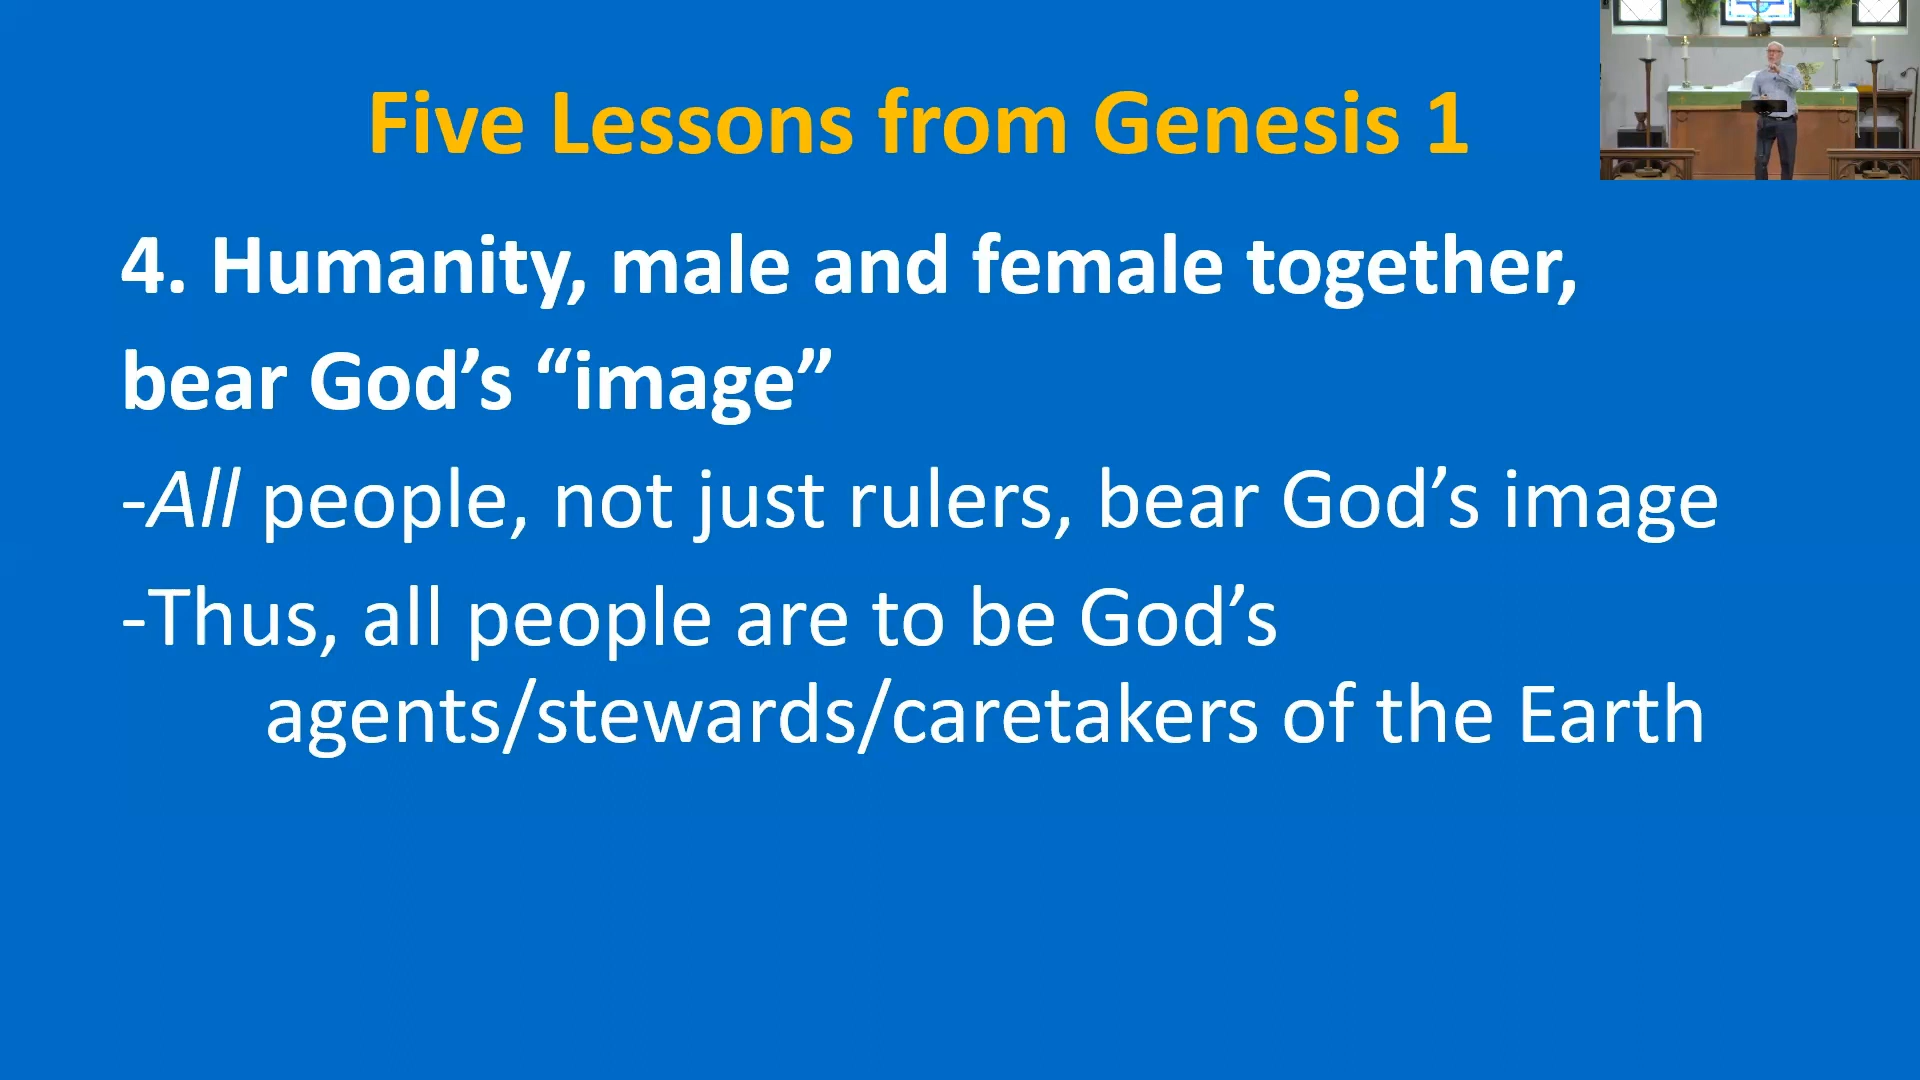 Five Lessons from Genesis 1
4. Humanity, male and female together,
bear God’s “image”
-All people, not just rulers, bear God’s image
-Thus, all people are to be God’s
agents/stewards/caretakers of the Earth